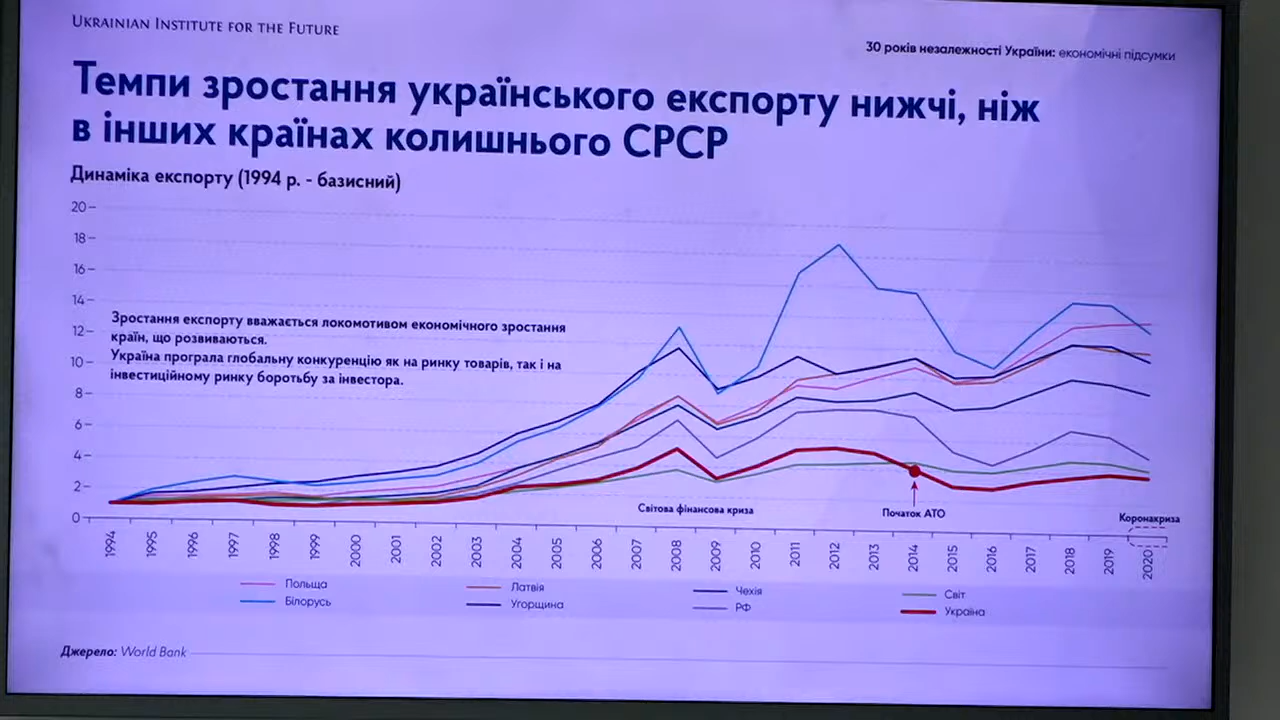 UKRAINIAN INSTITUTE FOR THE FUTURE
30 років незалежності України: економічні підсумки
Темпи зростання українського експорту нижчі, ніж
в інших країнах колишнього СРСР
Динаміка експорту (1994 р. - базисний)
20
18
16
14
12
10
8
6
4
2
0
Зростання експорту вважається локомотивом економічного зростання
країн, що розвиваються.
Україна програла глобальну конкуренцію як на ринку товарів, так і на
інвестиційному ринку боротьбу за інвестора.
Світова фінансова криза
Початок АТО
Коронакриза
1994 1995 1996 1997 1998 1999 2000 2001 2002 2003 2004 2005 2006 2007 2008 2009 2010 2011 2012 2013 2014 2015 2016 2017 2018 2019 2020
Польща Латвія Чехія Світ
Білорусь Угорщина РФ Україна
Джерело: World Bank